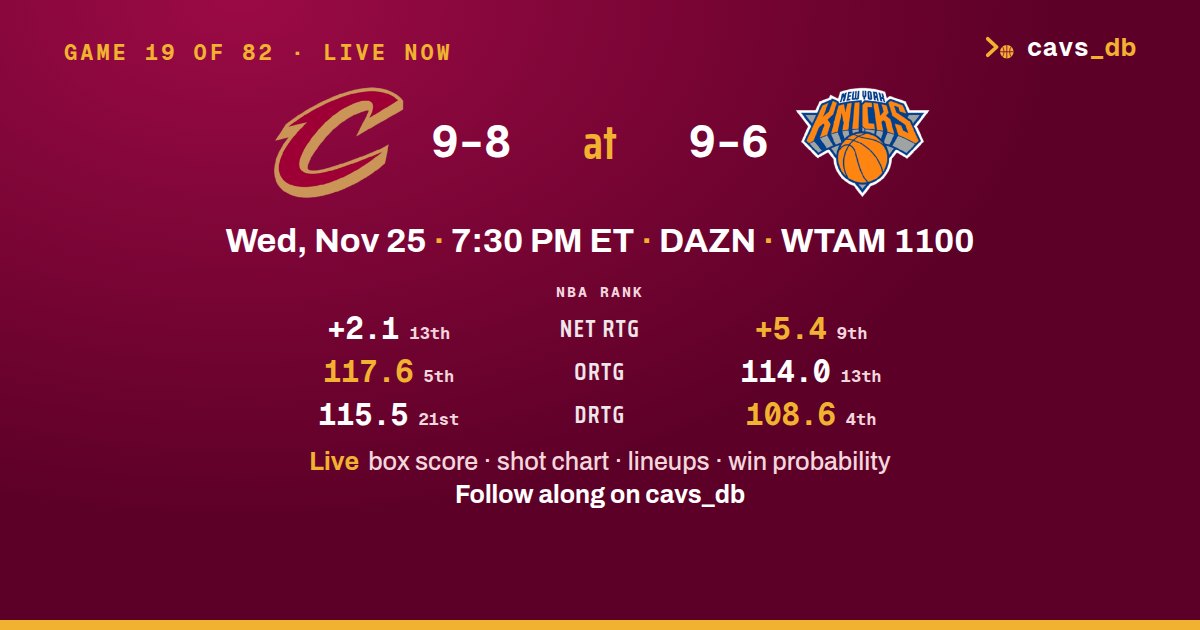 GAME 19 OF 82 · LIVE NOW
cavs_db
9–8 at 9–6
NEW YORK
KNICKS
Wed, Nov 25 · 7:30 PM ET · DAZN · WTAM 1100
NBA RANK
+2.1 13th NET RTG +5.4 9th
117.6 5th ORTG 114.0 13th
115.5 21st DRTG 108.6 4th
Live box score · shot chart · lineups · win probability
Follow along on cavs_db